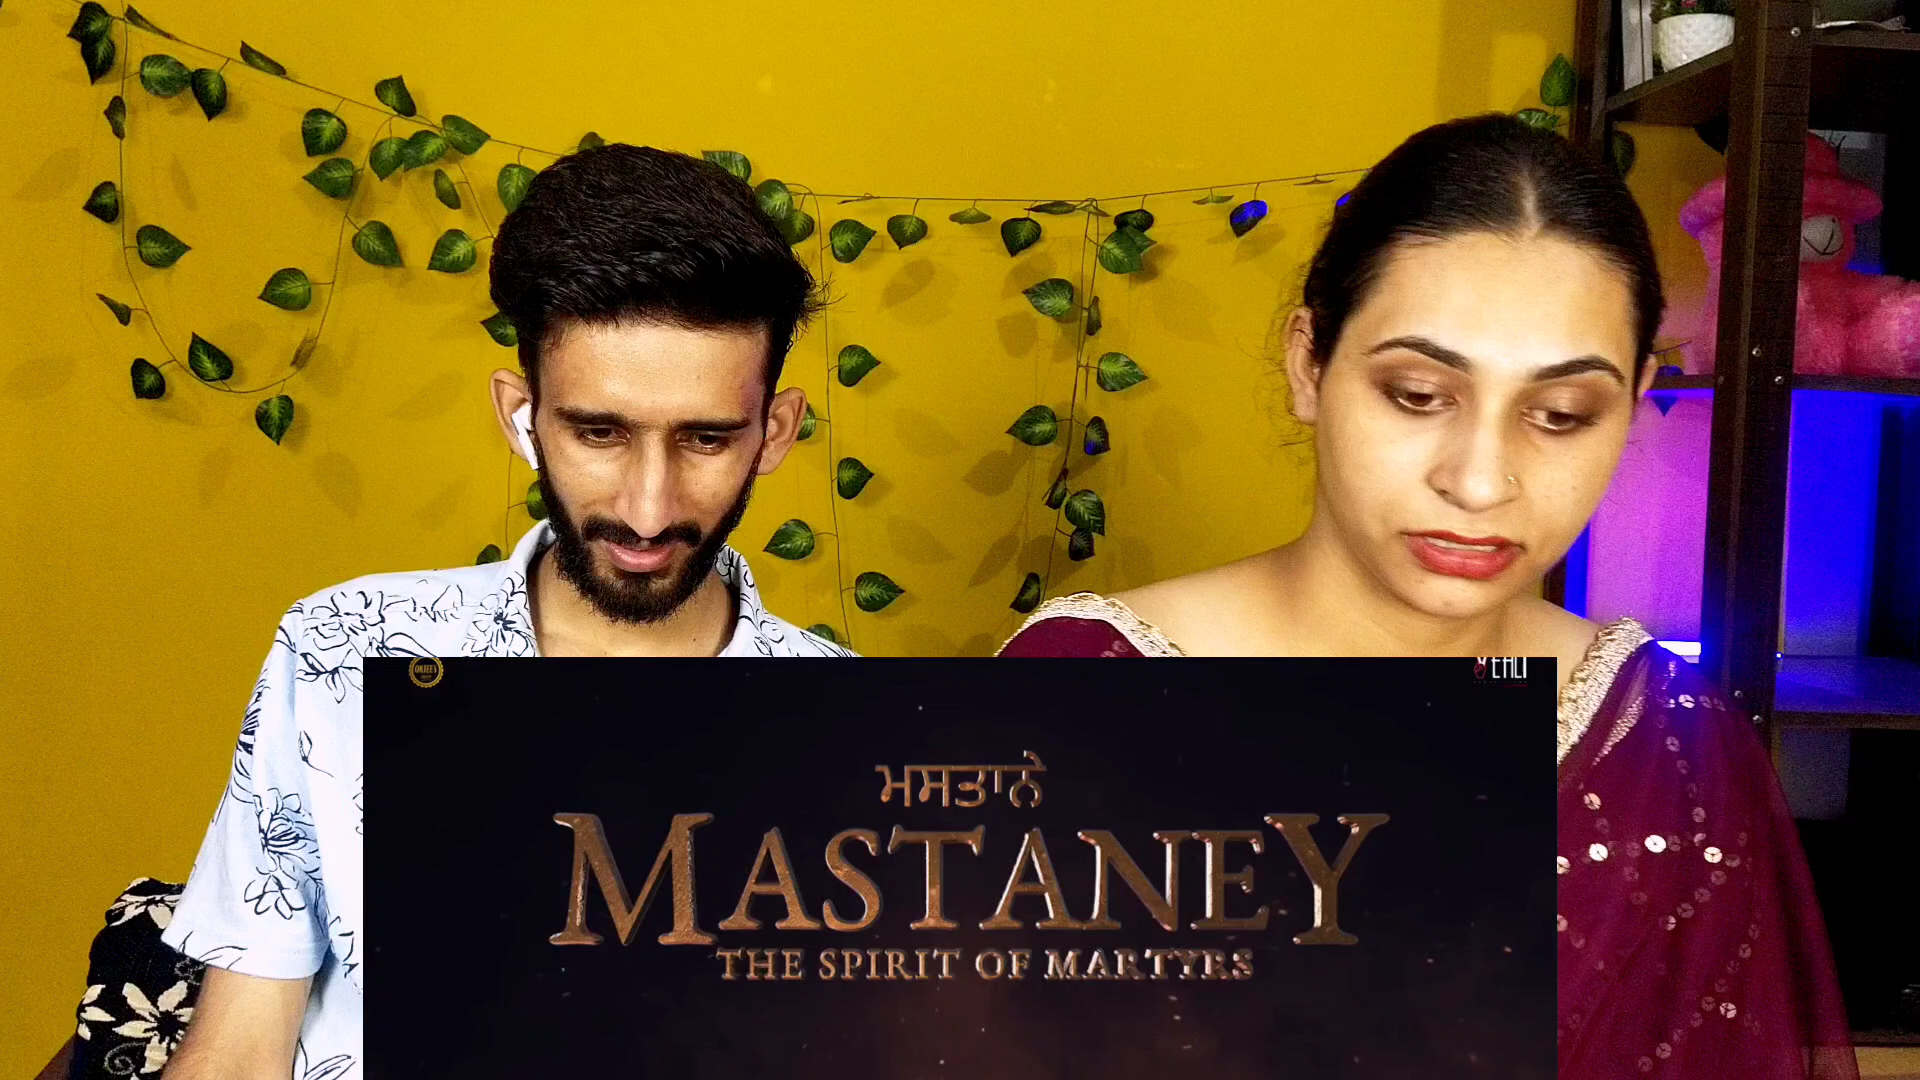 ਮਸਤਾਨੇ
MASTANEY
THE SPIRIT OF MARTYRS